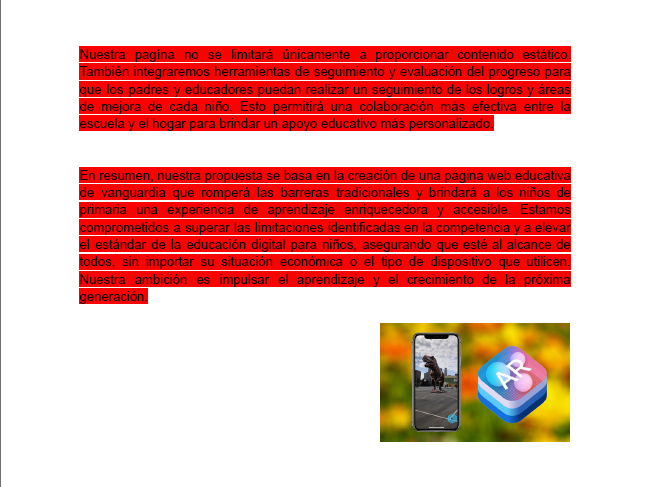 Nuestra pagína no se limitará únicamente a proporcionar contenido estático.
También integraremos herramientas de seguimiento y evaluación del progreso para
que los padres y educadores puedan realizar un seguimiento de los logros y áreas
de mejora de cada niño. Esto permitirá una colaboración más efectiva entre la
escuela y el hogar para brindar un apoyo educativo más personalizado.
En resumen, nuestra propuesta se basa en la creación de una página web educativa
de vanguardia que romperá las barreras tradicionales y brindará a los niños de
primaria una experiencia de aprendizaje enriquecedora y accesible. Estamos
comprometidos a superar las limitaciones identificadas en la competencia y a elevar
el estándar de la educación digital para niños, asegurando que esté al alcance de
todos, sin importar su situación económica o el tipo de dispositivo que utilicen.
Nuestra ambición es impulsar el aprendizaje y el crecimiento de la próxima
generación.
AR